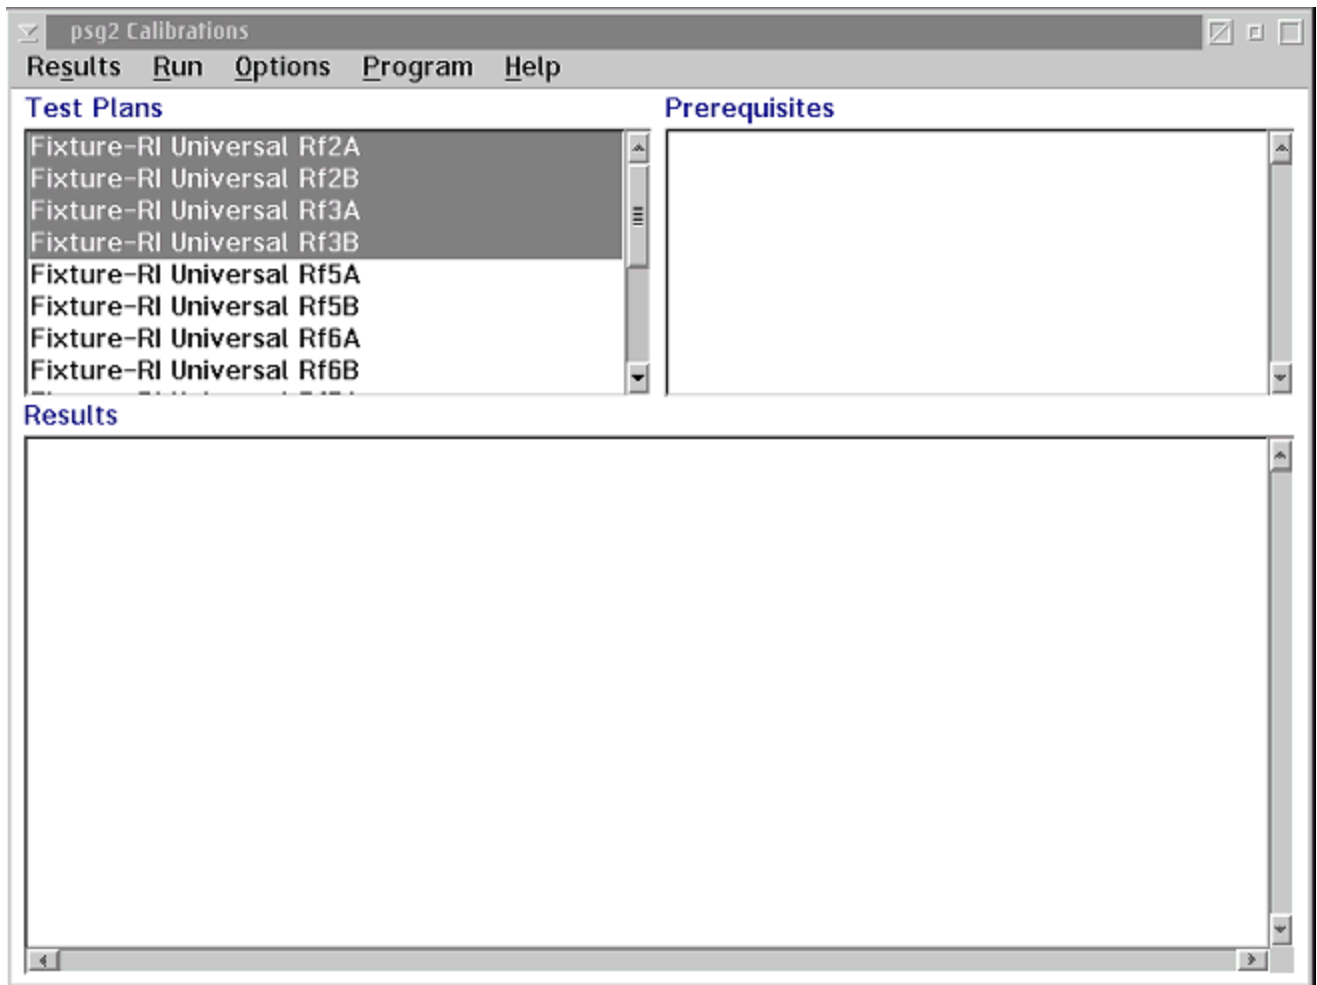 psg2 Calibrations
Results Run Options Program Help
Test Plans
Fixture-RI Universal Rf2A
Fixture-RI Universal Rf2B
Fixture-RI Universal Rf3A
Fixture-RI Universal Rf3B
Fixture-RI Universal Rf5A
Fixture-RI Universal Rf5B
Fixture-RI Universal Rf6A
Fixture-RI Universal Rf6B
Prerequisites
Results